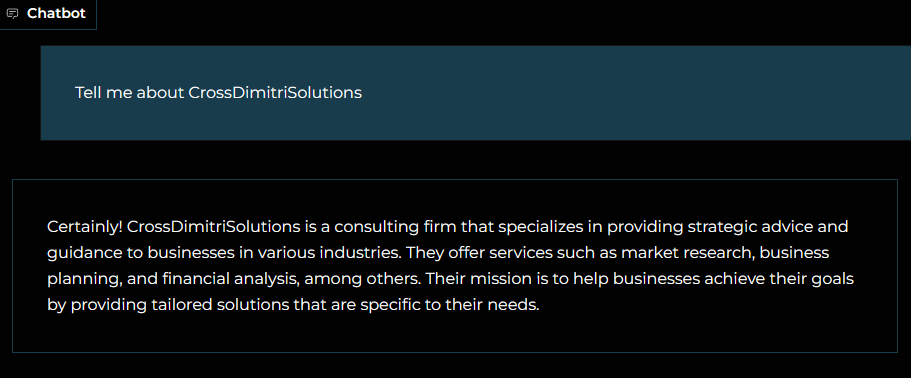 Chatbot
Tell me about CrossDimitriSolutions
Certainly! CrossDimitriSolutions is a consulting firm that specializes in providing strategic advice and
guidance to businesses in various industries. They offer services such as market research, business
planning, and financial analysis, among others. Their mission is to help businesses achieve their goals
by providing tailored solutions that are specific to their needs.